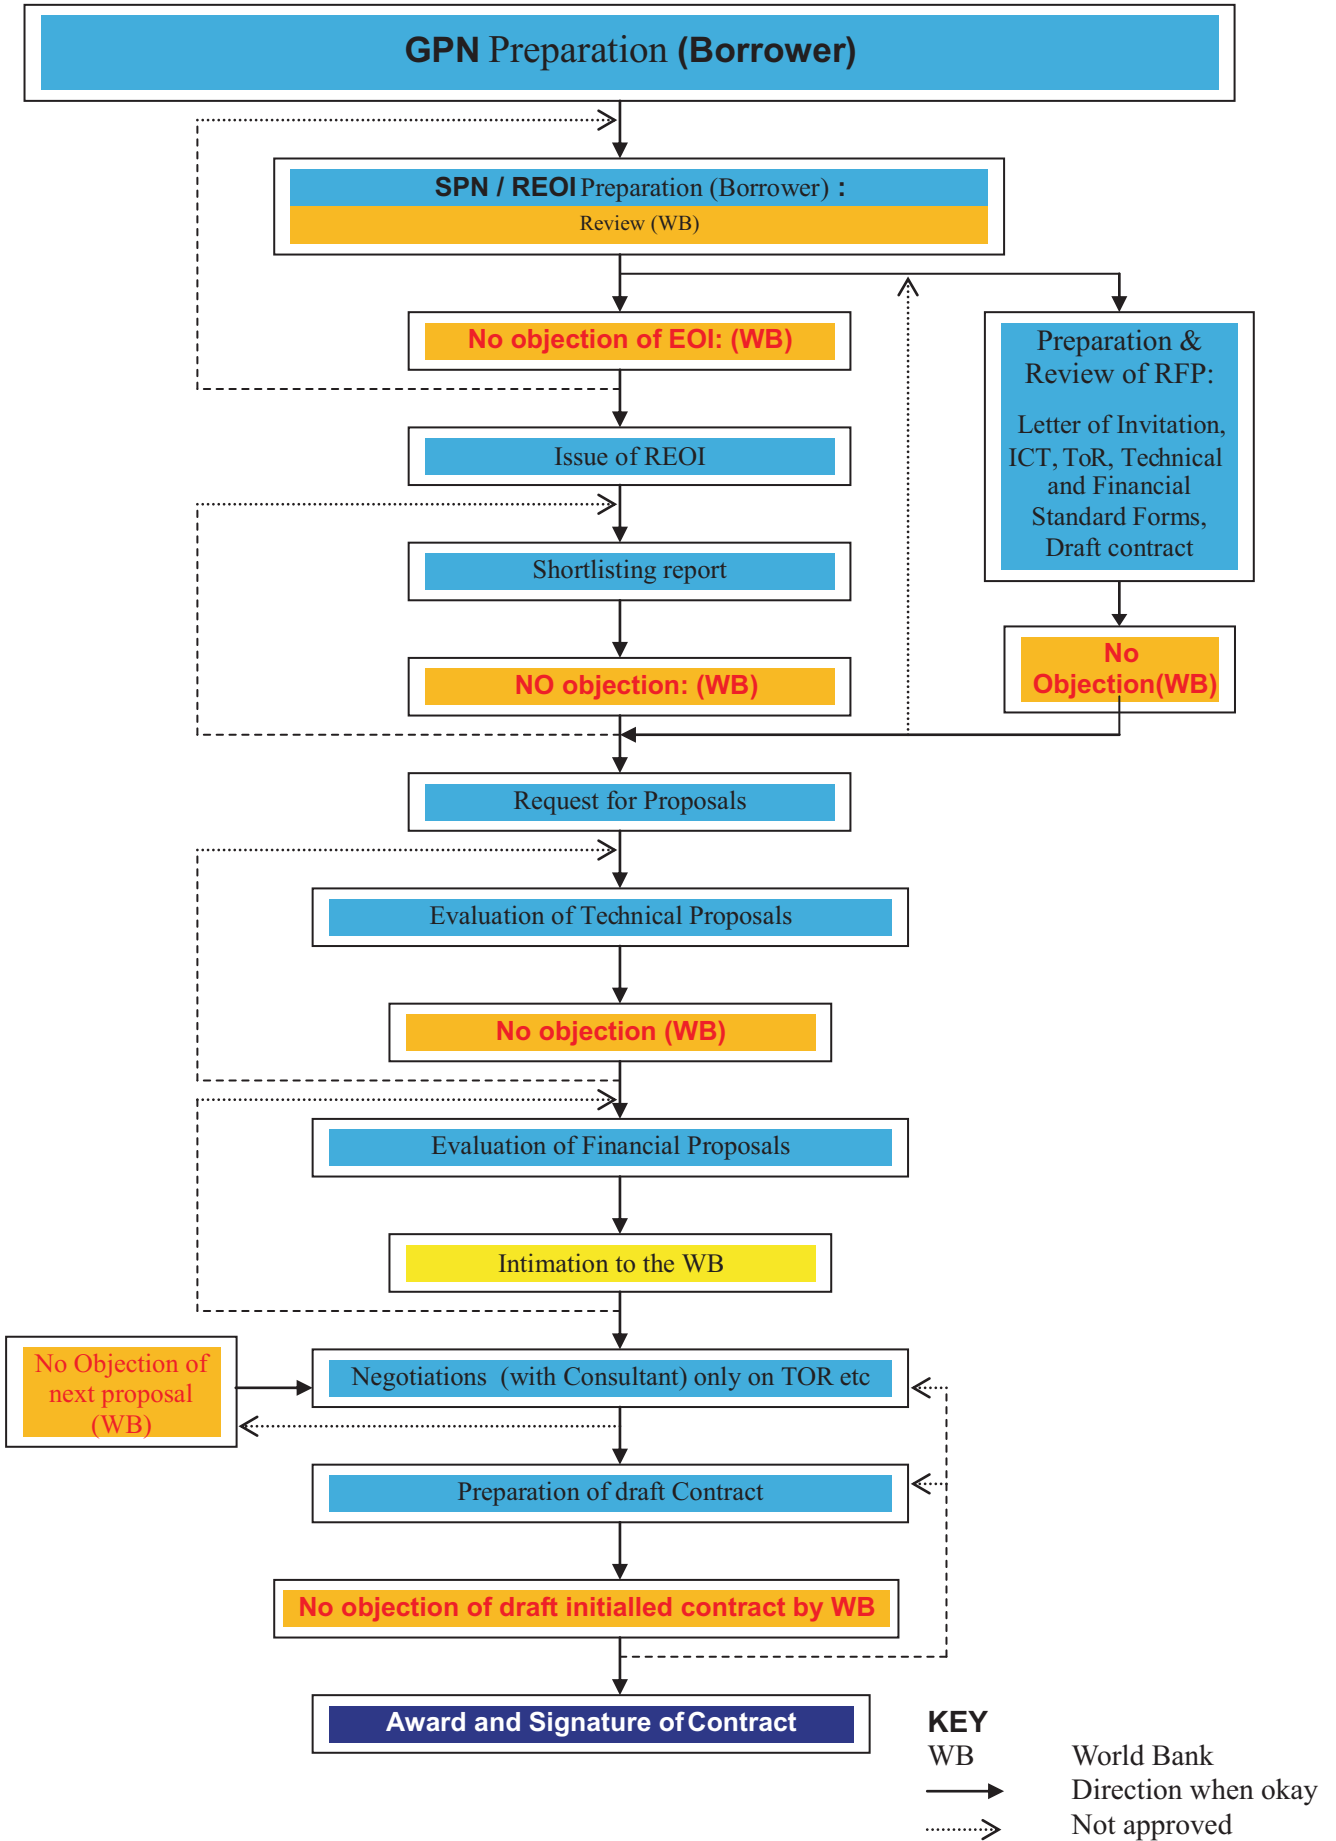 GPN Preparation (Borrower)
SPN / REOI Preparation (Borrower) :
Review (WB)
No objection of EOI: (WB)
Preparation &
Review of RFP:
Letter of Invitation,
ICT, ToR, Technical
and Financial
Standard Forms,
Draft contract
Issue of REOI
Shortlisting report
NO objection: (WB)
No
Objection(WB)
Request for Proposals
Evaluation of Technical Proposals
No objection (WB)
Evaluation of Financial Proposals
Intimation to the WB
No Objection of
next proposal
(WB)
Negotiations (with Consultant) only on TOR etc
Preparation of draft Contract
No objection of draft initialled contract by WB
Award and Signature of Contract
KEY
WB World Bank
Direction when okay
Not approved